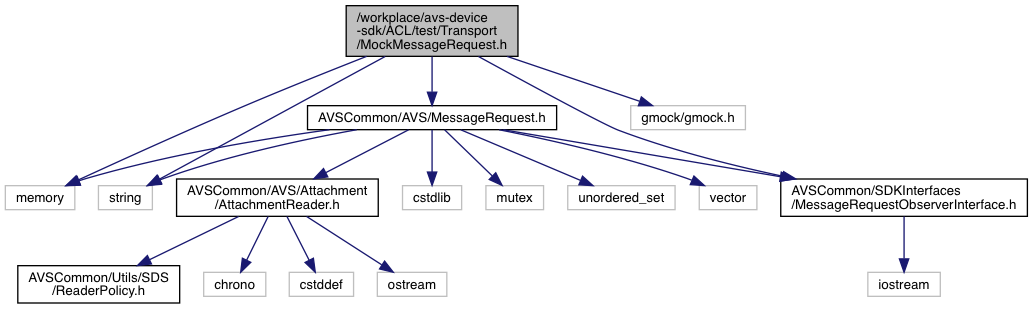 /workplace/avs-device
-sdk/ACL/test/Transport
/MockMessageRequest.h
AVSCommon/AVS/MessageRequest.h
gmock/gmock.h
memory
string
AVSCommon/AVS/Attachment
/AttachmentReader.h
cstdlib
mutex
unordered_set
vector
AVSCommon/SDKInterfaces
/MessageRequestObserverInterface.h
AVSCommon/Utils/SDS
/ReaderPolicy.h
chrono
cstddef
ostream
iostream